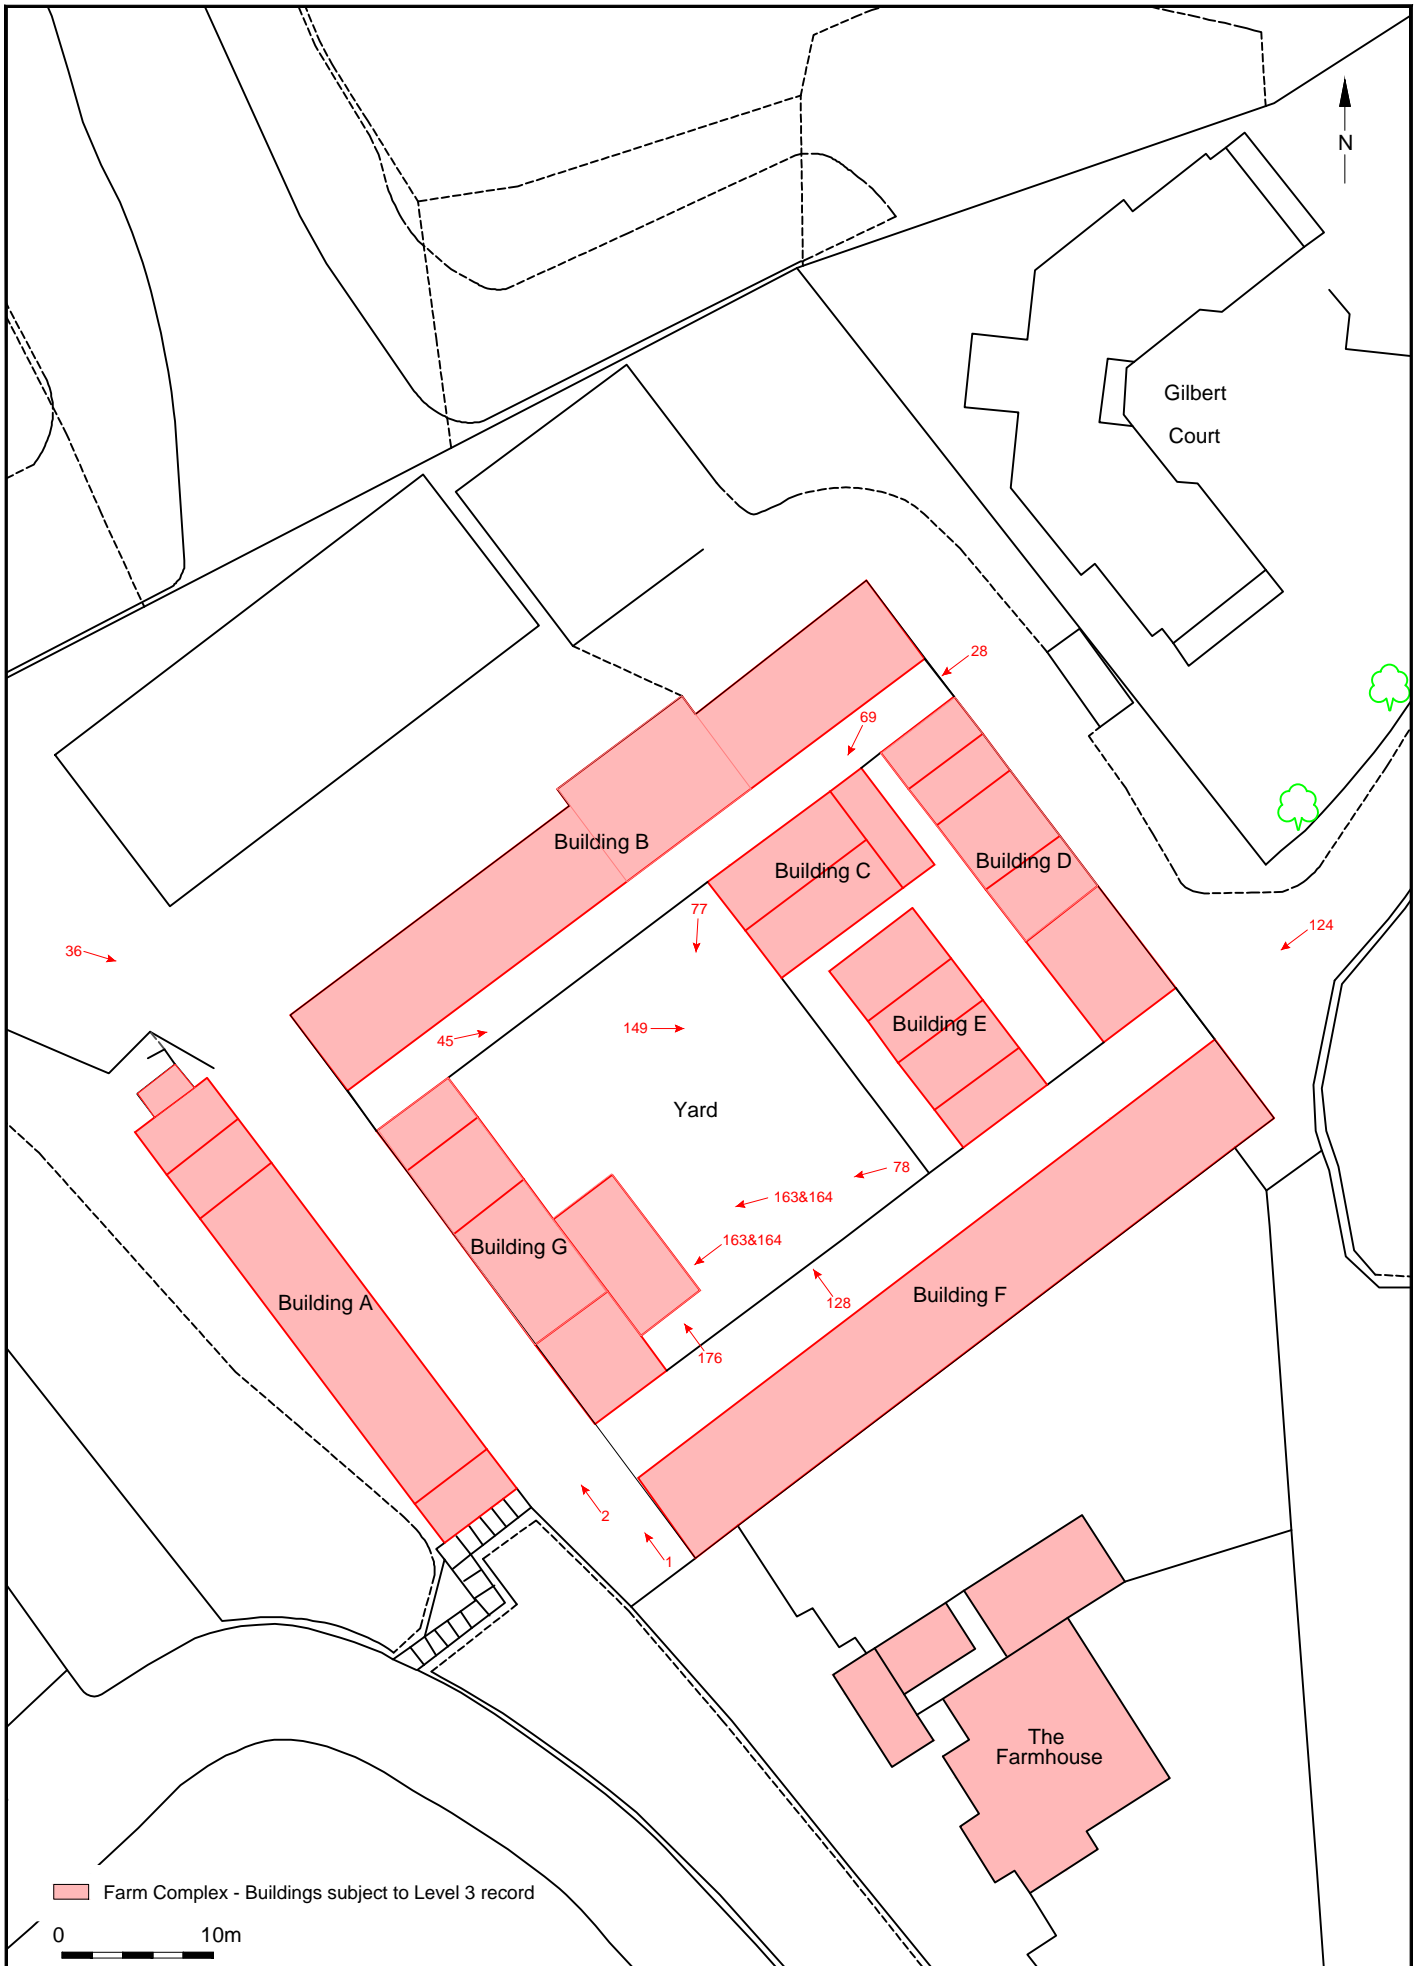 N
Gilbert
Court
28
69
Building B
Building C
Building D
77
124
36
149
45
Building E
Yard
78
163&164
163&164
Building G
Building A
128
Building F
176
2
1
The
Farmhouse
Farm Complex - Buildings subject to Level 3 record
0 10m